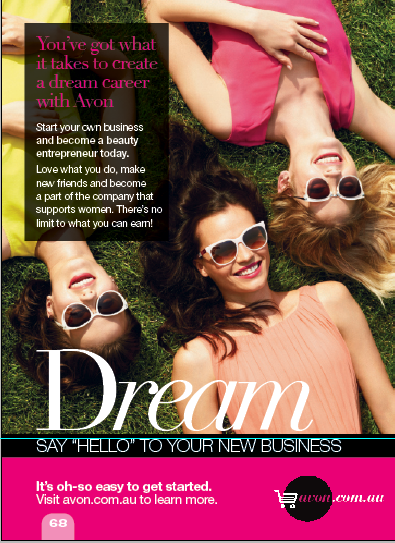 You've got what
it takes to create
a dream career
with Avon
Start your own business
and become a beauty
entrepreneur today.
Love what you do, make
new friends and become
a part of the company that
supports women. There's no
limit to what you can earn!
Dream
SAY "HELLO" TO YOUR NEW BUSINESS
It's oh-so easy to get started.
Visit avon.com.au to learn more.
avon.com.au
68